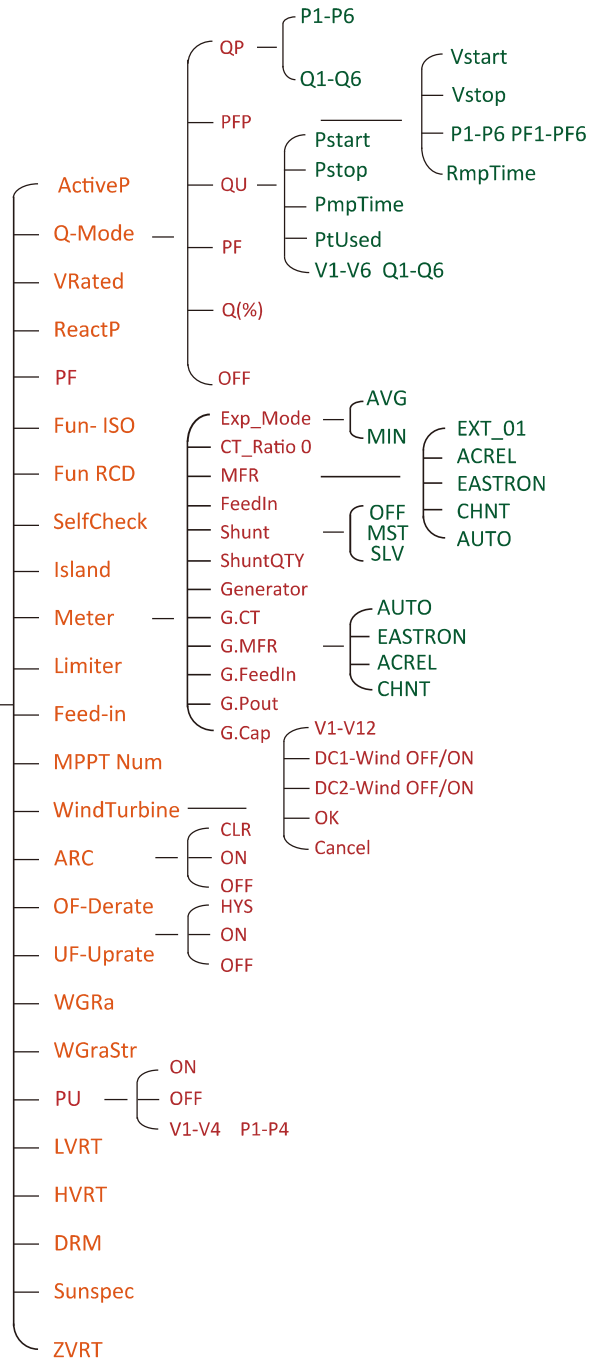 P1-P6
QP
Q1-Q6
Vstart
Vstop
PFP
P1-P6 PF1-PF6
RmpTime
Pstart
Pstop
QU
PmpTime
PtUsed
V1-V6 Q1-Q6
PF
Q(%)
OFF
ActiveP
Q-Mode
VRated
ReactP
PF
Fun- ISO
Fun RCD
SelfCheck
Island
Meter
Limiter
Feed-in
MPPT Num
WindTurbine
ARC
OF-Derate
UF-Uprate
WGRa
WGraStr
PU
LVRT
HVRT
DRM
Sunspec
ZVRT
Exp_Mode
AVG
MIN
CT_Ratio 0
MFR
EXT_01
ACREL
EASTRON
CHNT
AUTO
FeedIn
Shunt
OFF
MST
SLV
ShuntQTY
Generator
G.CT
G.MFR
AUTO
EASTRON
ACREL
CHNT
G.FeedIn
G.Pout
G.Cap
V1-V12
DC1-Wind OFF/ON
DC2-Wind OFF/ON
OK
Cancel
CLR
ON
OFF
HYS
ON
OFF
ON
OFF
V1-V4 P1-P4